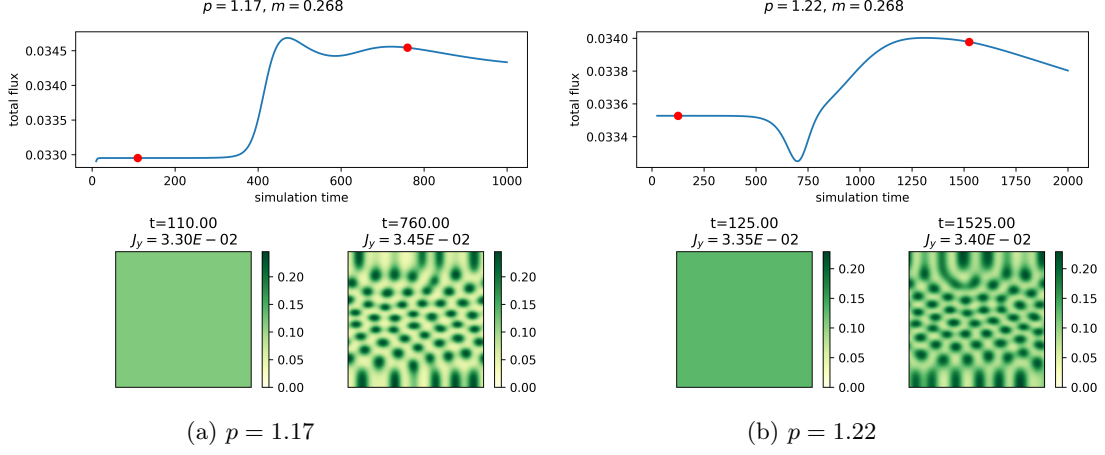 p = 1.17, m = 0.268
0.0345
0.0340
0.0335
0.0330
total flux
0 200 400 600 800 1000
simulation time
t=110.00
J_y = 3.30E − 02
0.20
0.15
0.10
0.05
0.00
t=760.00
J_y = 3.45E − 02
0.20
0.15
0.10
0.05
0.00
(a) p = 1.17
p = 1.22, m = 0.268
0.0340
0.0338
0.0336
0.0334
total flux
0 250 500 750 1000 1250 1500 1750 2000
simulation time
t=125.00
J_y = 3.35E − 02
0.20
0.15
0.10
0.05
0.00
t=1525.00
J_y = 3.40E − 02
0.20
0.15
0.10
0.05
0.00
(b) p = 1.22